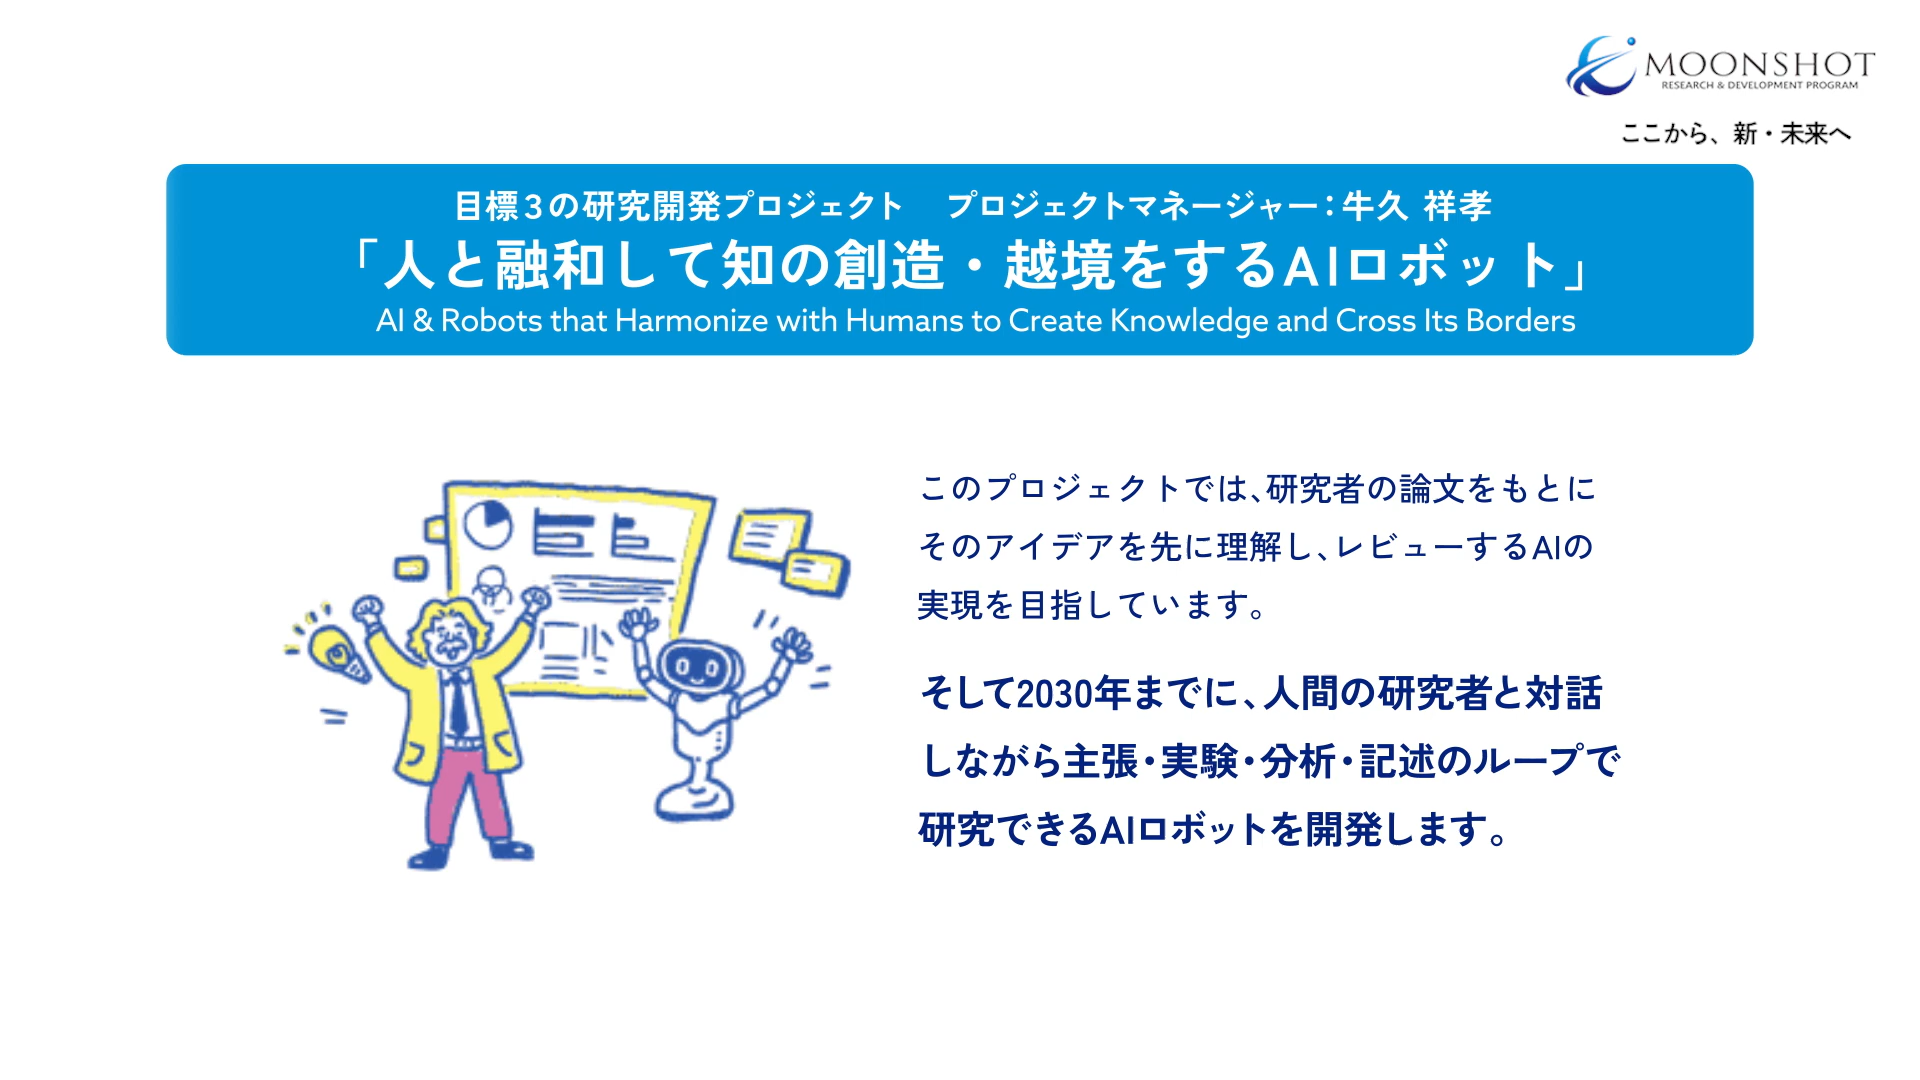 MOONSHOT
RESEARCH & DEVELOPMENT PROGRAM
ここから、新・未来へ
目標3の研究開発プロジェクト　プロジェクトマネージャー：牛久 祥孝
「人と融和して知の創造・越境をするAIロボット」
AI & Robots that Harmonize with Humans to Create Knowledge and Cross Its Borders
このプロジェクトでは、研究者の論文をもとに
そのアイデアを先に理解し、レビューするAIの
実現を目指しています。
そして2030年までに、人間の研究者と対話
しながら主張・実験・分析・記述のループで
研究できるAIロボットを開発します。